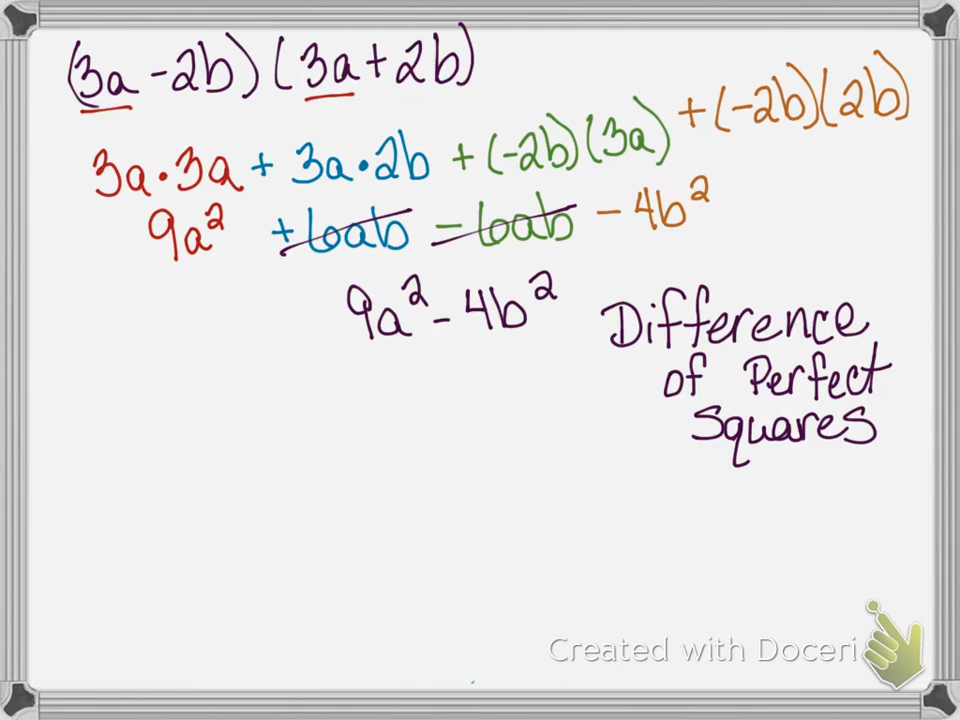 (3a - 2b) (3a + 2b)
3a • 3a + 3a • 2b + (-2b) (3a) + (-2b) (2b)
9a² + 6ab - 6ab - 4b²
9a² - 4b²
Difference
of Perfect
Squares
Created with Doceri